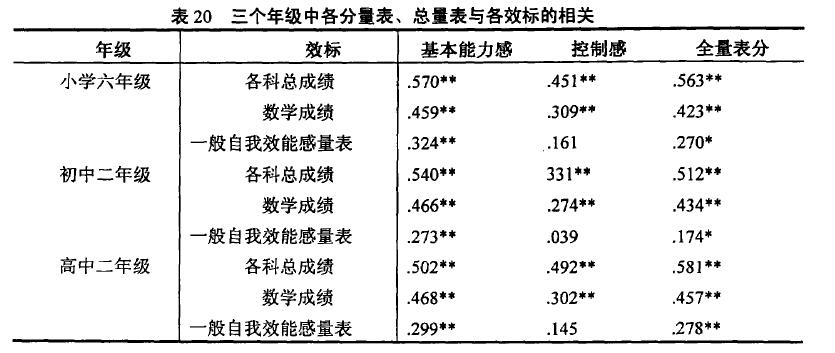 表 20 三个年级中各分量表、总量表与各效标的相关
年级 效标 基本能力感 控制感 全量表分
小学六年级 各科总成绩 .570** .451** .563**
数学成绩 .459** .309** .423**
一般自我效能感量表 .324** .161 .270*
初中二年级 各科总成绩 .540** 331** .512**
数学成绩 .466** .274** .434**
一般自我效能感量表 .273** .039 .174*
高中二年级 各科总成绩 .502** .492** .581**
数学成绩 .468** .302** .457**
一般自我效能感量表 .299** .145 .278**